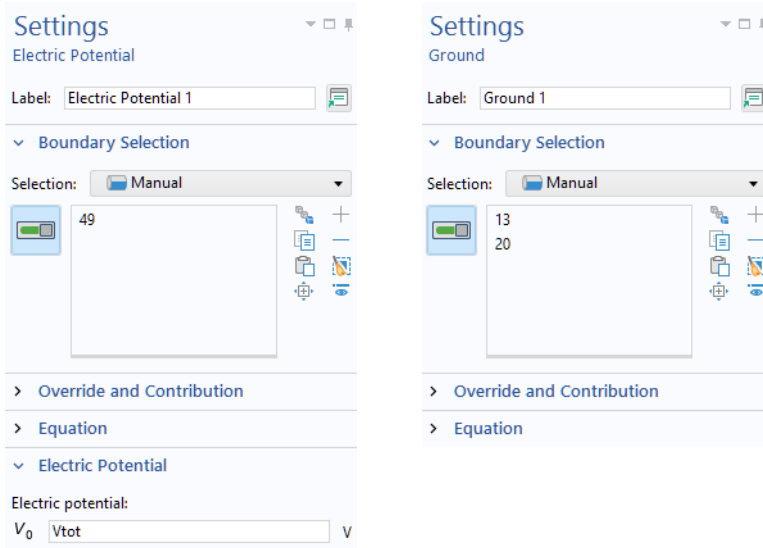 Settings
Electric Potential
Label: Electric Potential 1
Boundary Selection
Selection: Manual
49
Override and Contribution
Equation
Electric Potential
Electric potential:
V0 Vtot V
Settings
Ground
Label: Ground 1
Boundary Selection
Selection: Manual
13
20
Override and Contribution
Equation